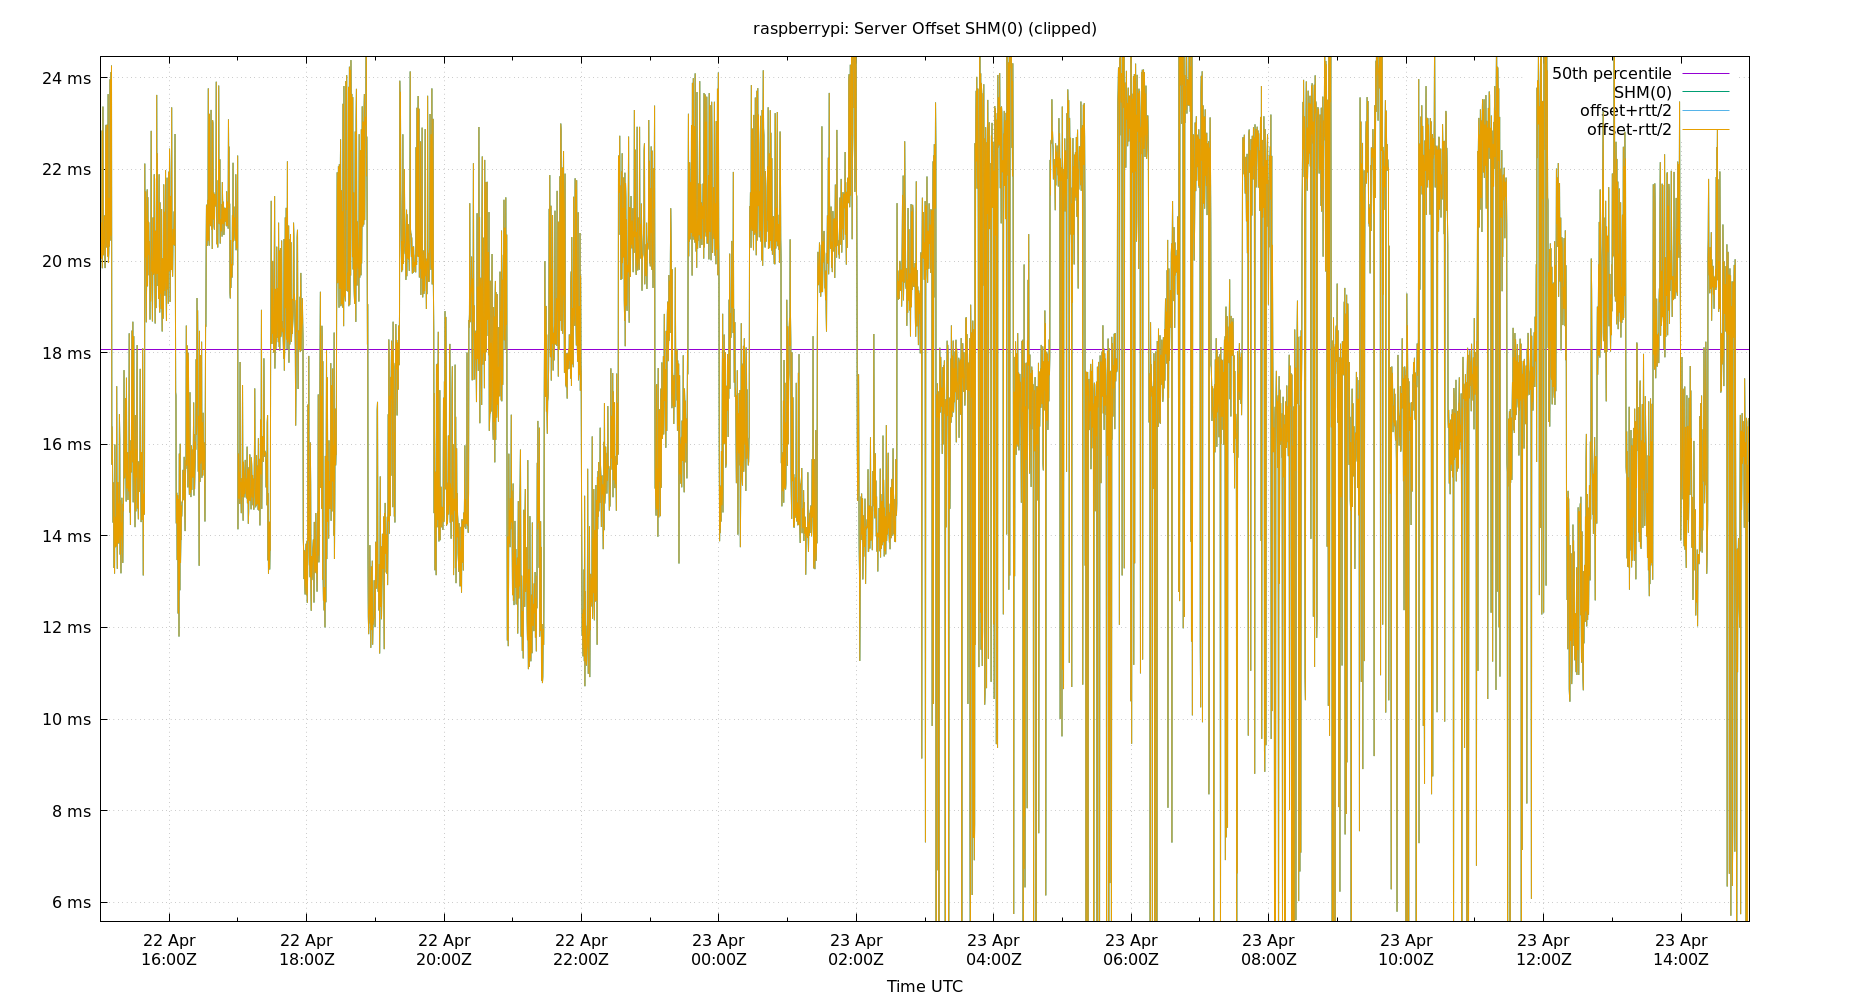 raspberrypi: Server Offset SHM(0) (clipped)
24 ms
22 ms
20 ms
18 ms
16 ms
14 ms
12 ms
10 ms
8 ms
6 ms
50th percentile
SHM(0)
offset+rtt/2
offset-rtt/2
22 Apr 22 Apr 22 Apr 22 Apr 23 Apr 23 Apr 23 Apr 23 Apr 23 Apr 23 Apr 23 Apr 23 Apr
16:00Z 18:00Z 20:00Z 22:00Z 00:00Z 02:00Z 04:00Z 06:00Z 08:00Z 10:00Z 12:00Z 14:00Z
Time UTC